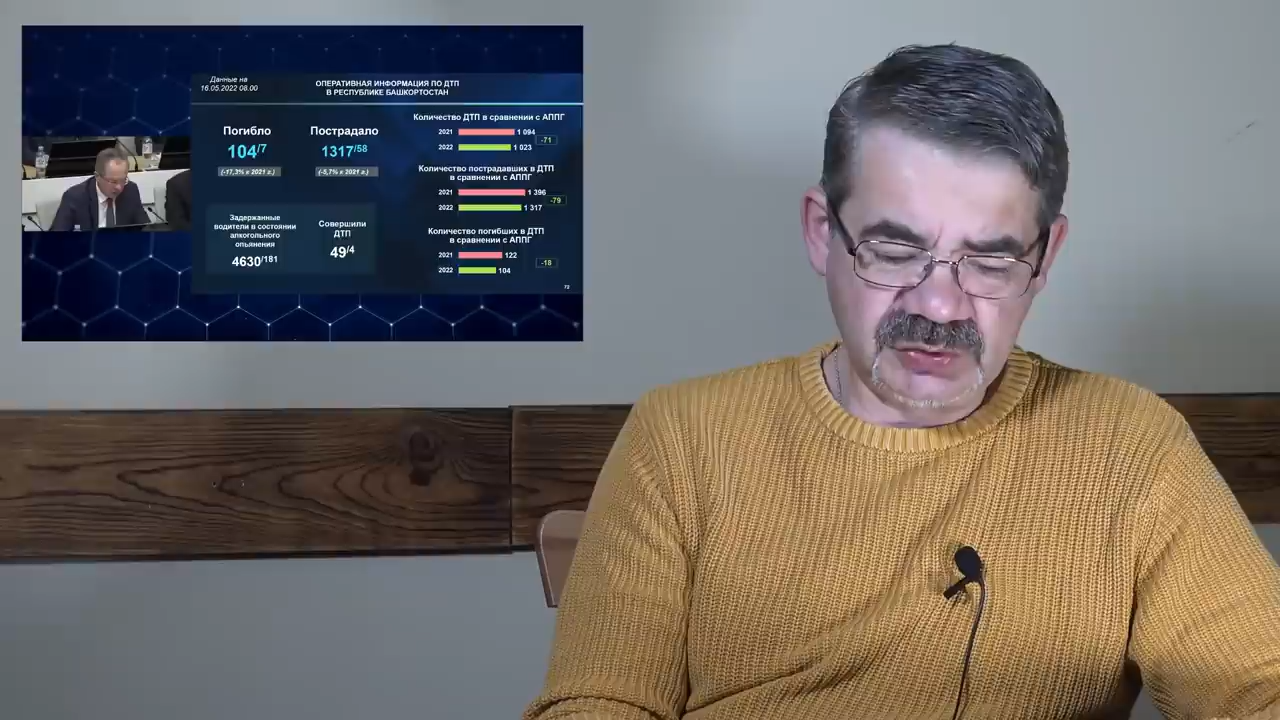 Данные на
16.05.2022 08.00
ОПЕРАТИВНАЯ ИНФОРМАЦИЯ ПО ДТП
В РЕСПУБЛИКЕ БАШКОРТОСТАН
Погибло
104/7
(-17,3% к 2021 г.)
Пострадало
1317/58
(-5,7% к 2021 г.)
Задержанные
водители в состоянии
алкогольного
опьянения
4630/181
Совершили
ДТП
49/4
Количество ДТП в сравнении с АППГ
2021 1 094
2022 1 023
-71
Количество пострадавших в ДТП
в сравнении с АППГ
2021 1 396
2022 1 317
-79
Количество погибших в ДТП
в сравнении с АППГ
2021 122
2022 104
-18
72